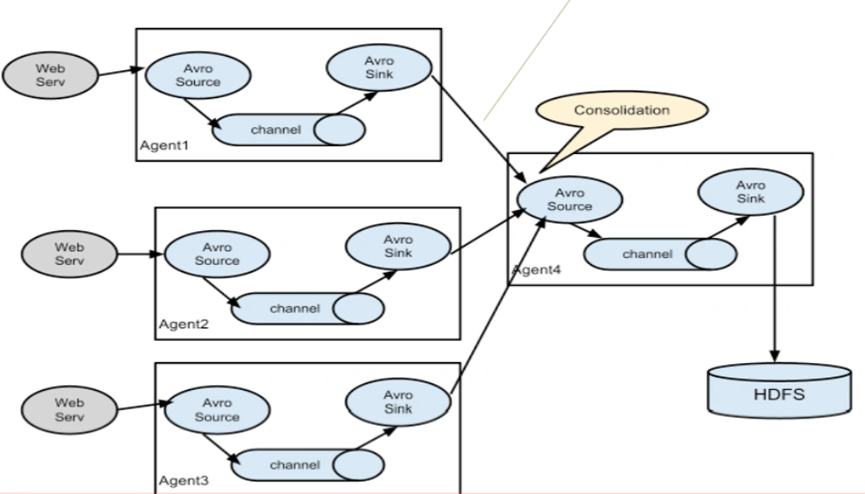 Web
Serv
Avro
Source
Avro
Sink
channel
Agent1
Consolidation
Web
Serv
Avro
Source
Avro
Sink
channel
Agent2
Avro
Source
Avro
Sink
channel
Agent4
Web
Serv
Avro
Source
Avro
Sink
channel
Agent3
HDFS